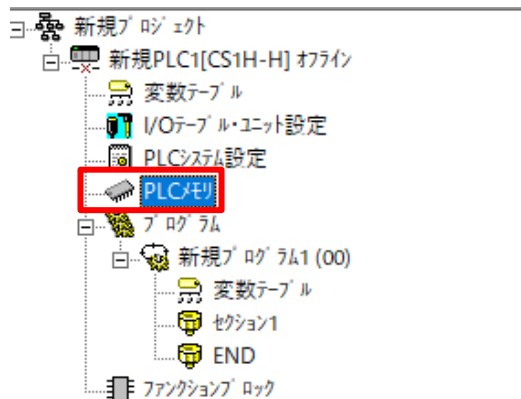 新規ﾌﾟﾛｼﾞｪｸﾄ
新規PLC1[CS1H-H] ｵﾌﾗｲﾝ
変数ﾃｰﾌﾞﾙ
I/Oﾃｰﾌﾞﾙ・ﾕﾆｯﾄ設定
PLCｼｽﾃﾑ設定
PLCﾒﾓﾘ
ﾌﾟﾛｸﾞﾗﾑ
新規ﾌﾟﾛｸﾞﾗﾑ1 (00)
変数ﾃｰﾌﾞﾙ
ｾｸｼｮﾝ1
END
ﾌｧﾝｸｼｮﾝﾌﾞﾛｯｸ